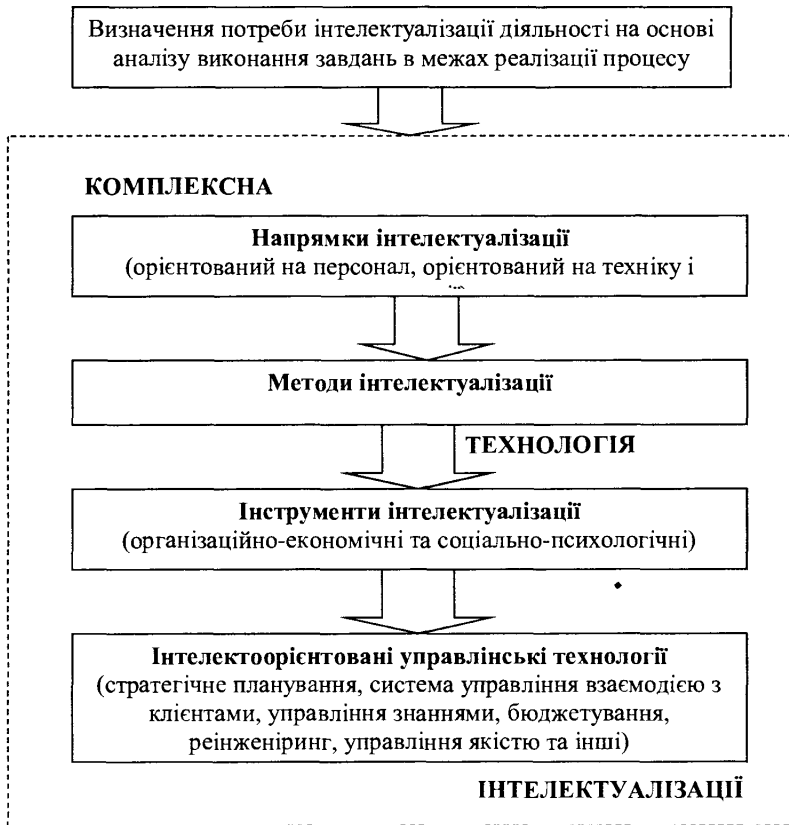 Визначення потреби інтелектуалізації діяльності на основі
аналізу виконання завдань в межах реалізації процесу
КОМПЛЕКСНА
Напрямки інтелектуалізації
(орієнтований на персонал, орієнтований на техніку і
Методи інтелектуалізації
ТЕХНОЛОГІЯ
Інструменти інтелектуалізації
(організаційно-економічні та соціально-психологічні)
Інтелектоорієнтовані управлінські технології
(стратегічне планування, система управління взаємодією з
клієнтами, управління знаннями, бюджетування,
реінженіринг, управління якістю та інші)
ІНТЕЛЕКТУАЛІЗАЦІЇ